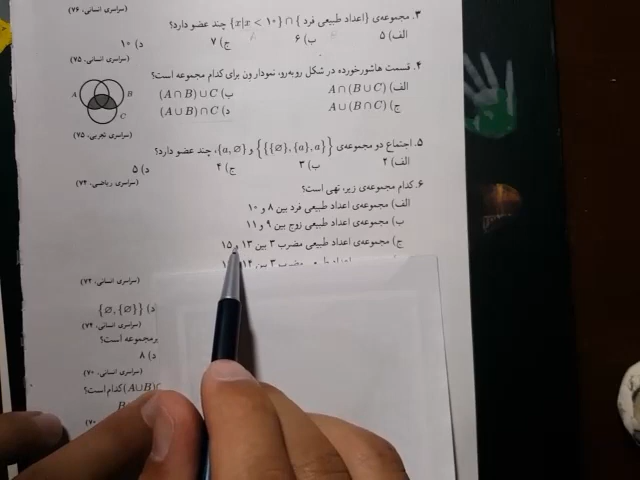 (سراسری انسانی، ۷۶)
۳. مجموعه‌ی {اعداد طبیعی فرد} ∩ {x|x < ۱۰} چند عضو دارد؟
الف) ۵ ب) ۶ ج) ۷ د) ۱۰
(سراسری انسانی، ۷۵)
۴. قسمت هاشورخورده در شکل روبه‌رو، نمودار ون برای کدام مجموعه است؟
الف) A ∩ (B ∪ C) ب) (A ∩ B) ∪ C
ج) A ∪ (B ∩ C) د) (A ∪ B) ∩ C
A B C
(سراسری تجربی، ۷۵)
۵. اجتماع دو مجموعه‌ی {{{∅}, {a}, a}} و {a, ∅}، چند عضو دارد؟
الف) ۲ ب) ۳ ج) ۴ د) ۵
(سراسری ریاضی، ۷۴)
۶. کدام مجموعه‌ی زیر، تهی است؟
الف) مجموعه‌ی اعداد طبیعی فرد بین ۸ و ۱۰
ب) مجموعه‌ی اعداد طبیعی زوج بین ۹ و ۱۱
ج) مجموعه‌ی اعداد طبیعی مضرب ۳ بین ۱۳ و ۱۵
(سراسری انسانی، ۷۴)
د) {∅, {∅}}
(سراسری انسانی، ۷۴)
یرمجموعه است؟
د) ۸
(سراسری انسانی، ۷۰)
(A∪B) کدام است؟